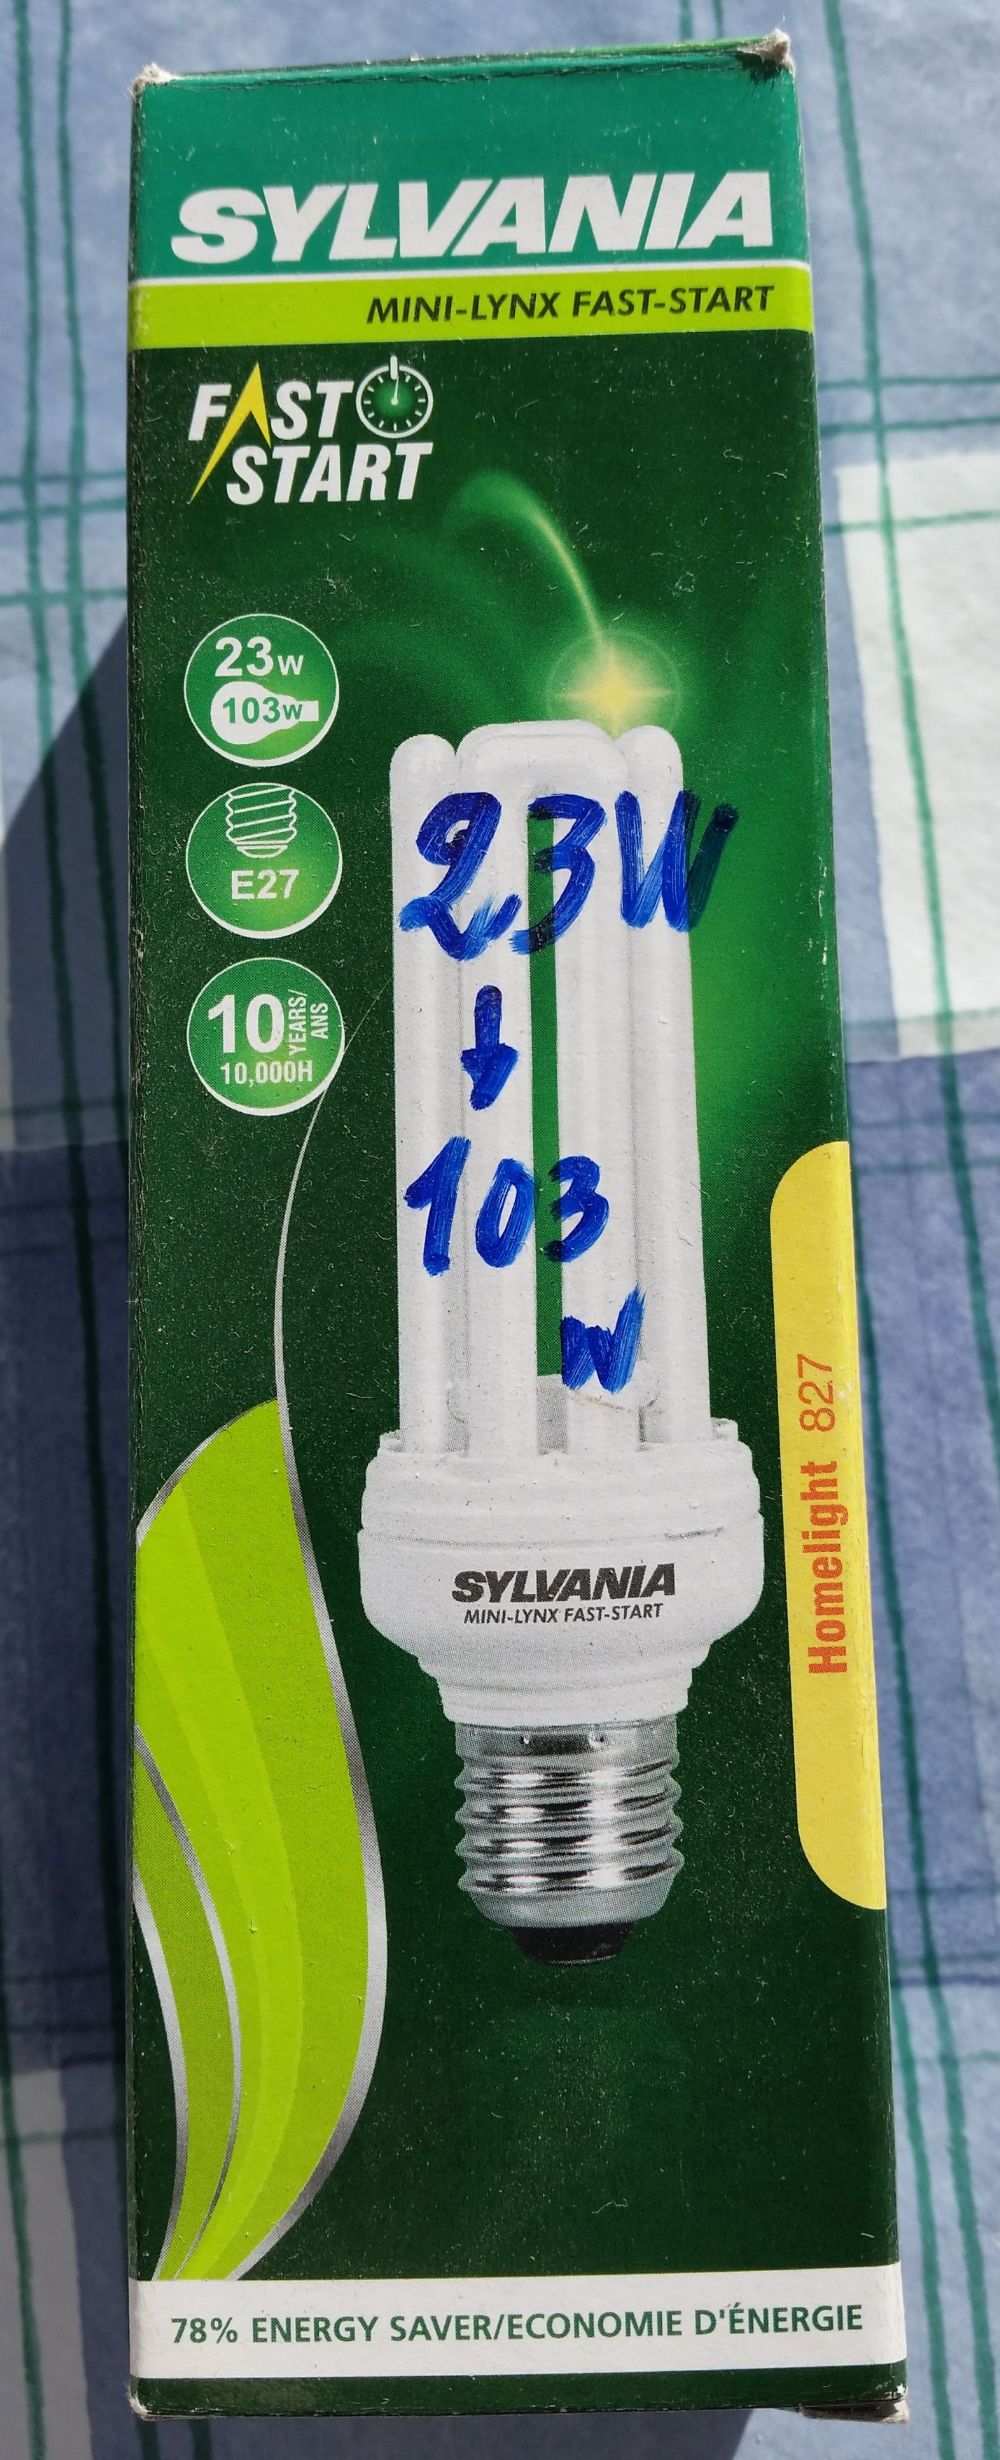 SYLVANIA
MINI-LYNX FAST-START
FAST
START
23W
103W
E27
10 YEARS/
ANS
10,000H
23W
103
W
Homelight 827
SYLVANIA
MINI-LYNX FAST-START
78% ENERGY SAVER/ECONOMIE D'ÉNERGIE